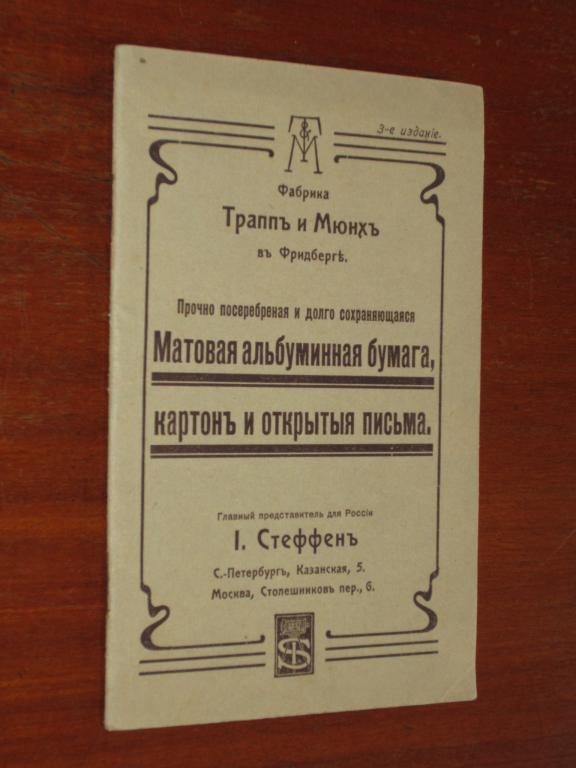 3-е изданіе.
T & M
Фабрика
Траппъ и Мюнхъ
въ Фридбергѣ.
Прочно посеребреная и долго сохраняющаяся
Матовая альбуминная бумага,
картонъ и открытыя письма.
Главный представитель для Россіи
І. Стеффенъ
С.-Петербургъ, Казанская, 5.
Москва, Столешниковъ пер., 6.